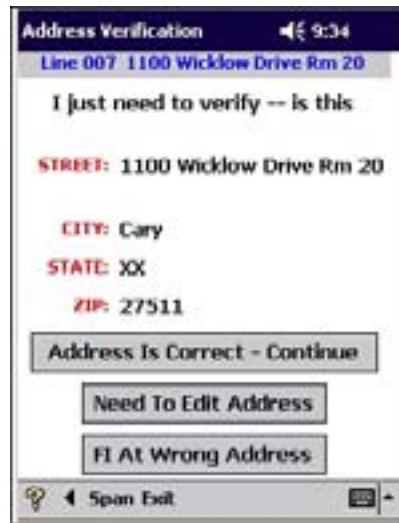 Address Verification 9:34
Line 007 1100 Wicklow Drive Rm 20
I just need to verify -- is this
STREET: 1100 Wicklow Drive Rm 20
CITY: Cary
STATE: XX
ZIP: 27511
Address Is Correct - Continue
Need To Edit Address
FI At Wrong Address
Span Exit